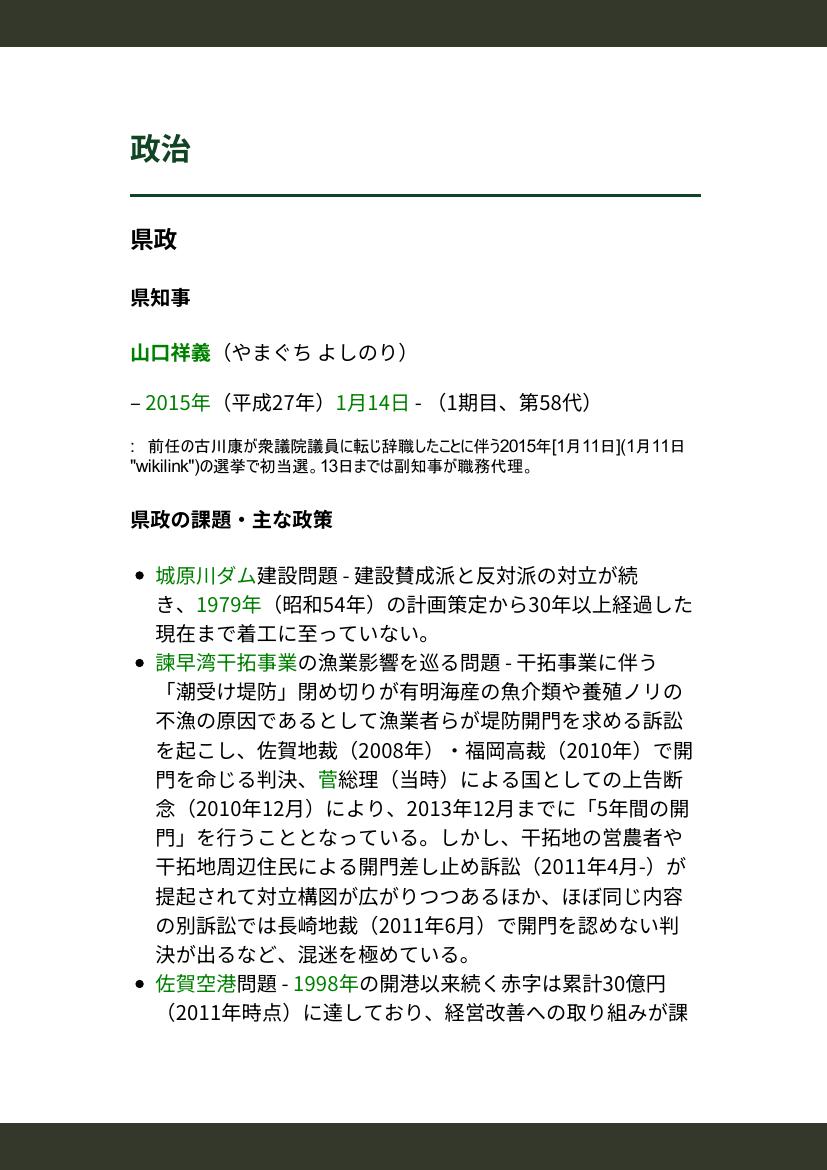 政治
県政
県知事
山口祥義（やまぐち よしのり）
– 2015年（平成27年）1月14日 - （1期目、第58代）
: 前任の古川康が衆議院議員に転じ辞職したことに伴う2015年[1月11日](1月11日
"wikilink")の選挙で初当選。13日までは副知事が職務代理。
県政の課題・主な政策
• 城原川ダム建設問題 - 建設賛成派と反対派の対立が続
き、1979年（昭和54年）の計画策定から30年以上経過した
現在まで着工に至っていない。
• 諫早湾干拓事業の漁業影響を巡る問題 - 干拓事業に伴う
「潮受け堤防」閉め切りが有明海産の魚介類や養殖ノリの
不漁の原因であるとして漁業者らが堤防開門を求める訴訟
を起こし、佐賀地裁（2008年）・福岡高裁（2010年）で開
門を命じる判決、菅総理（当時）による国としての上告断
念（2010年12月）により、2013年12月までに「5年間の開
門」を行うこととなっている。しかし、干拓地の営農者や
干拓地周辺住民による開門差し止め訴訟（2011年4月-）が
提起されて対立構図が広がりつつあるほか、ほぼ同じ内容
の別訴訟では長崎地裁（2011年6月）で開門を認めない判
決が出るなど、混迷を極めている。
• 佐賀空港問題 - 1998年の開港以来続く赤字は累計30億円
（2011年時点）に達しており、経営改善への取り組みが課